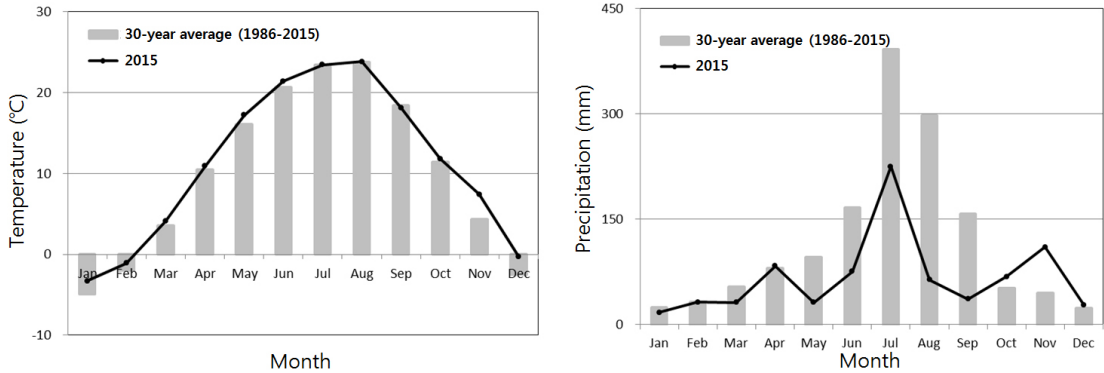 30
20
10
0
-10
Temperature (℃)
30-year average (1986-2015)
2015
Jan Feb Mar Apr May Jun Jul Aug Sep Oct Nov Dec
Month
450
300
150
0
Precipitation (mm)
30-year average (1986-2015)
2015
Jan Feb Mar Apr May Jun Jul Aug Sep Oct Nov Dec
Month